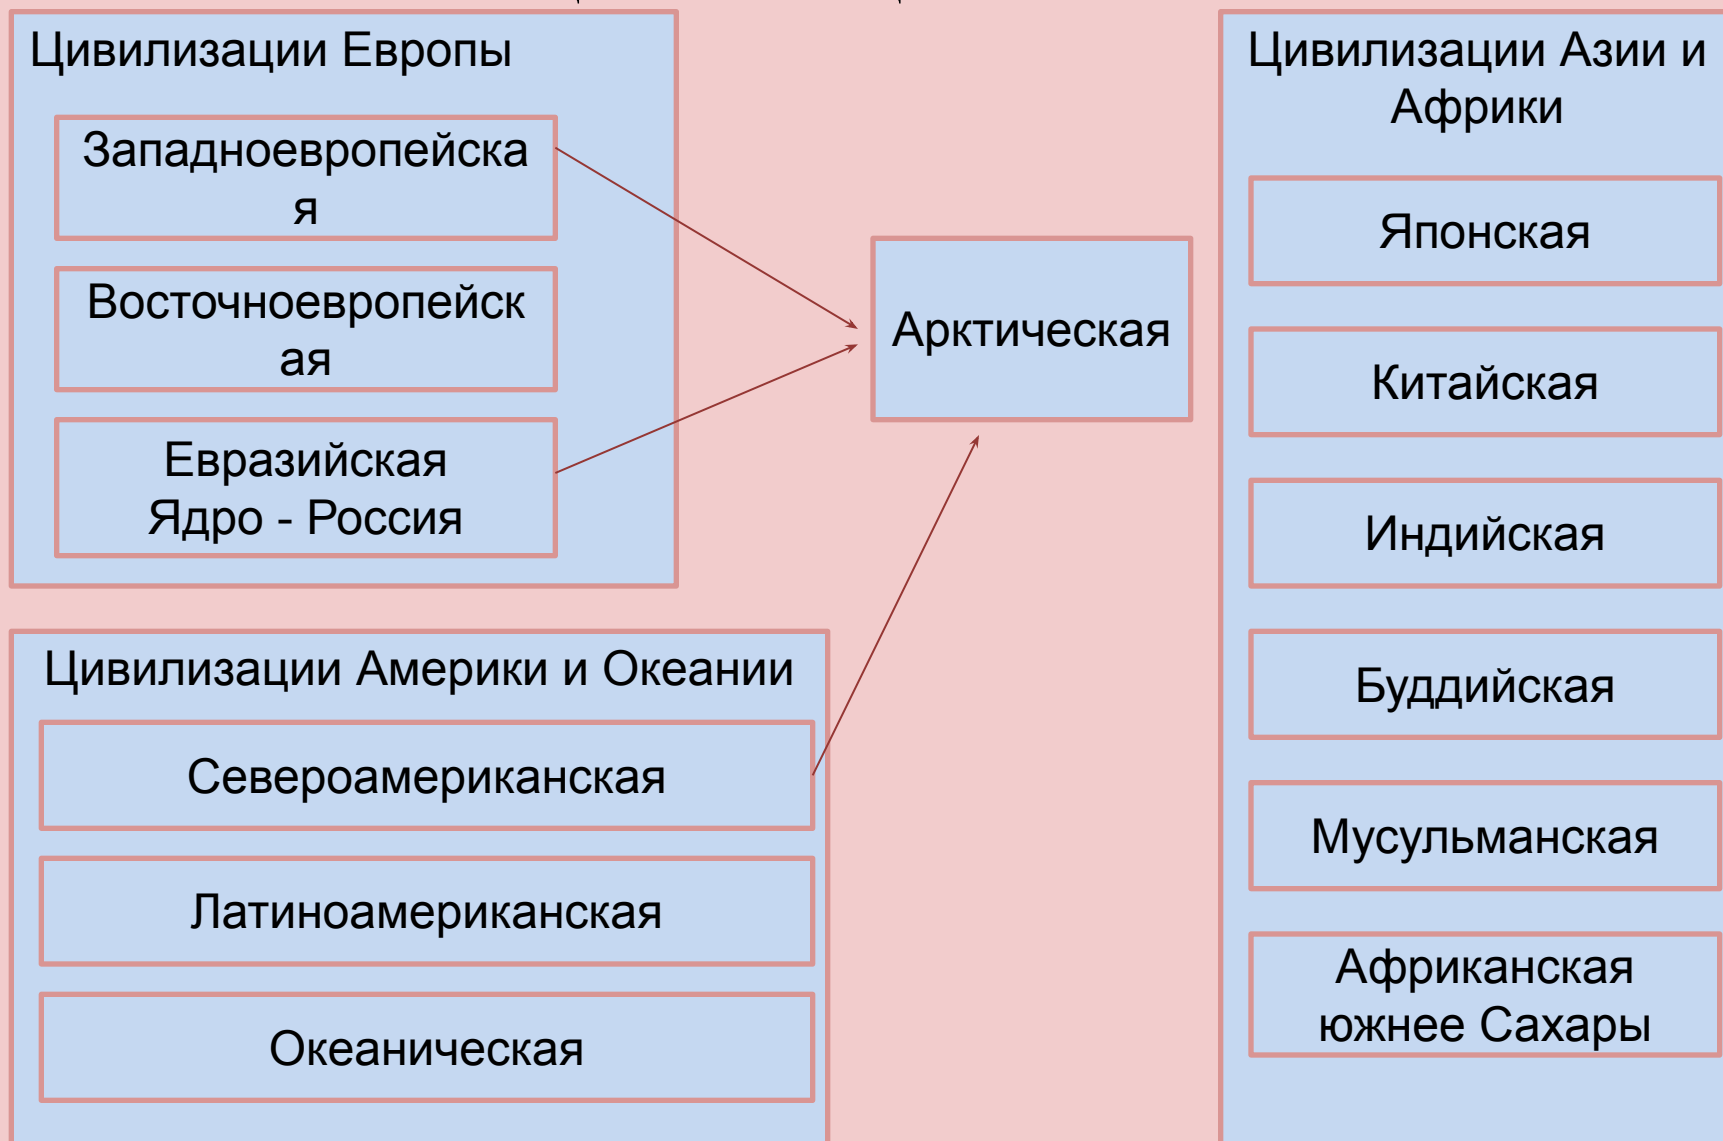 Цивилизации Европы
Западноевропейска
я
Восточноевропейск
ая
Евразийская
Ядро - Россия
Арктическая
Цивилизации Америки и Океании
Североамериканская
Латиноамериканская
Океаническая
Цивилизации Азии и
Африки
Японская
Китайская
Индийская
Буддийская
Мусульманская
Африканская
южнее Сахары